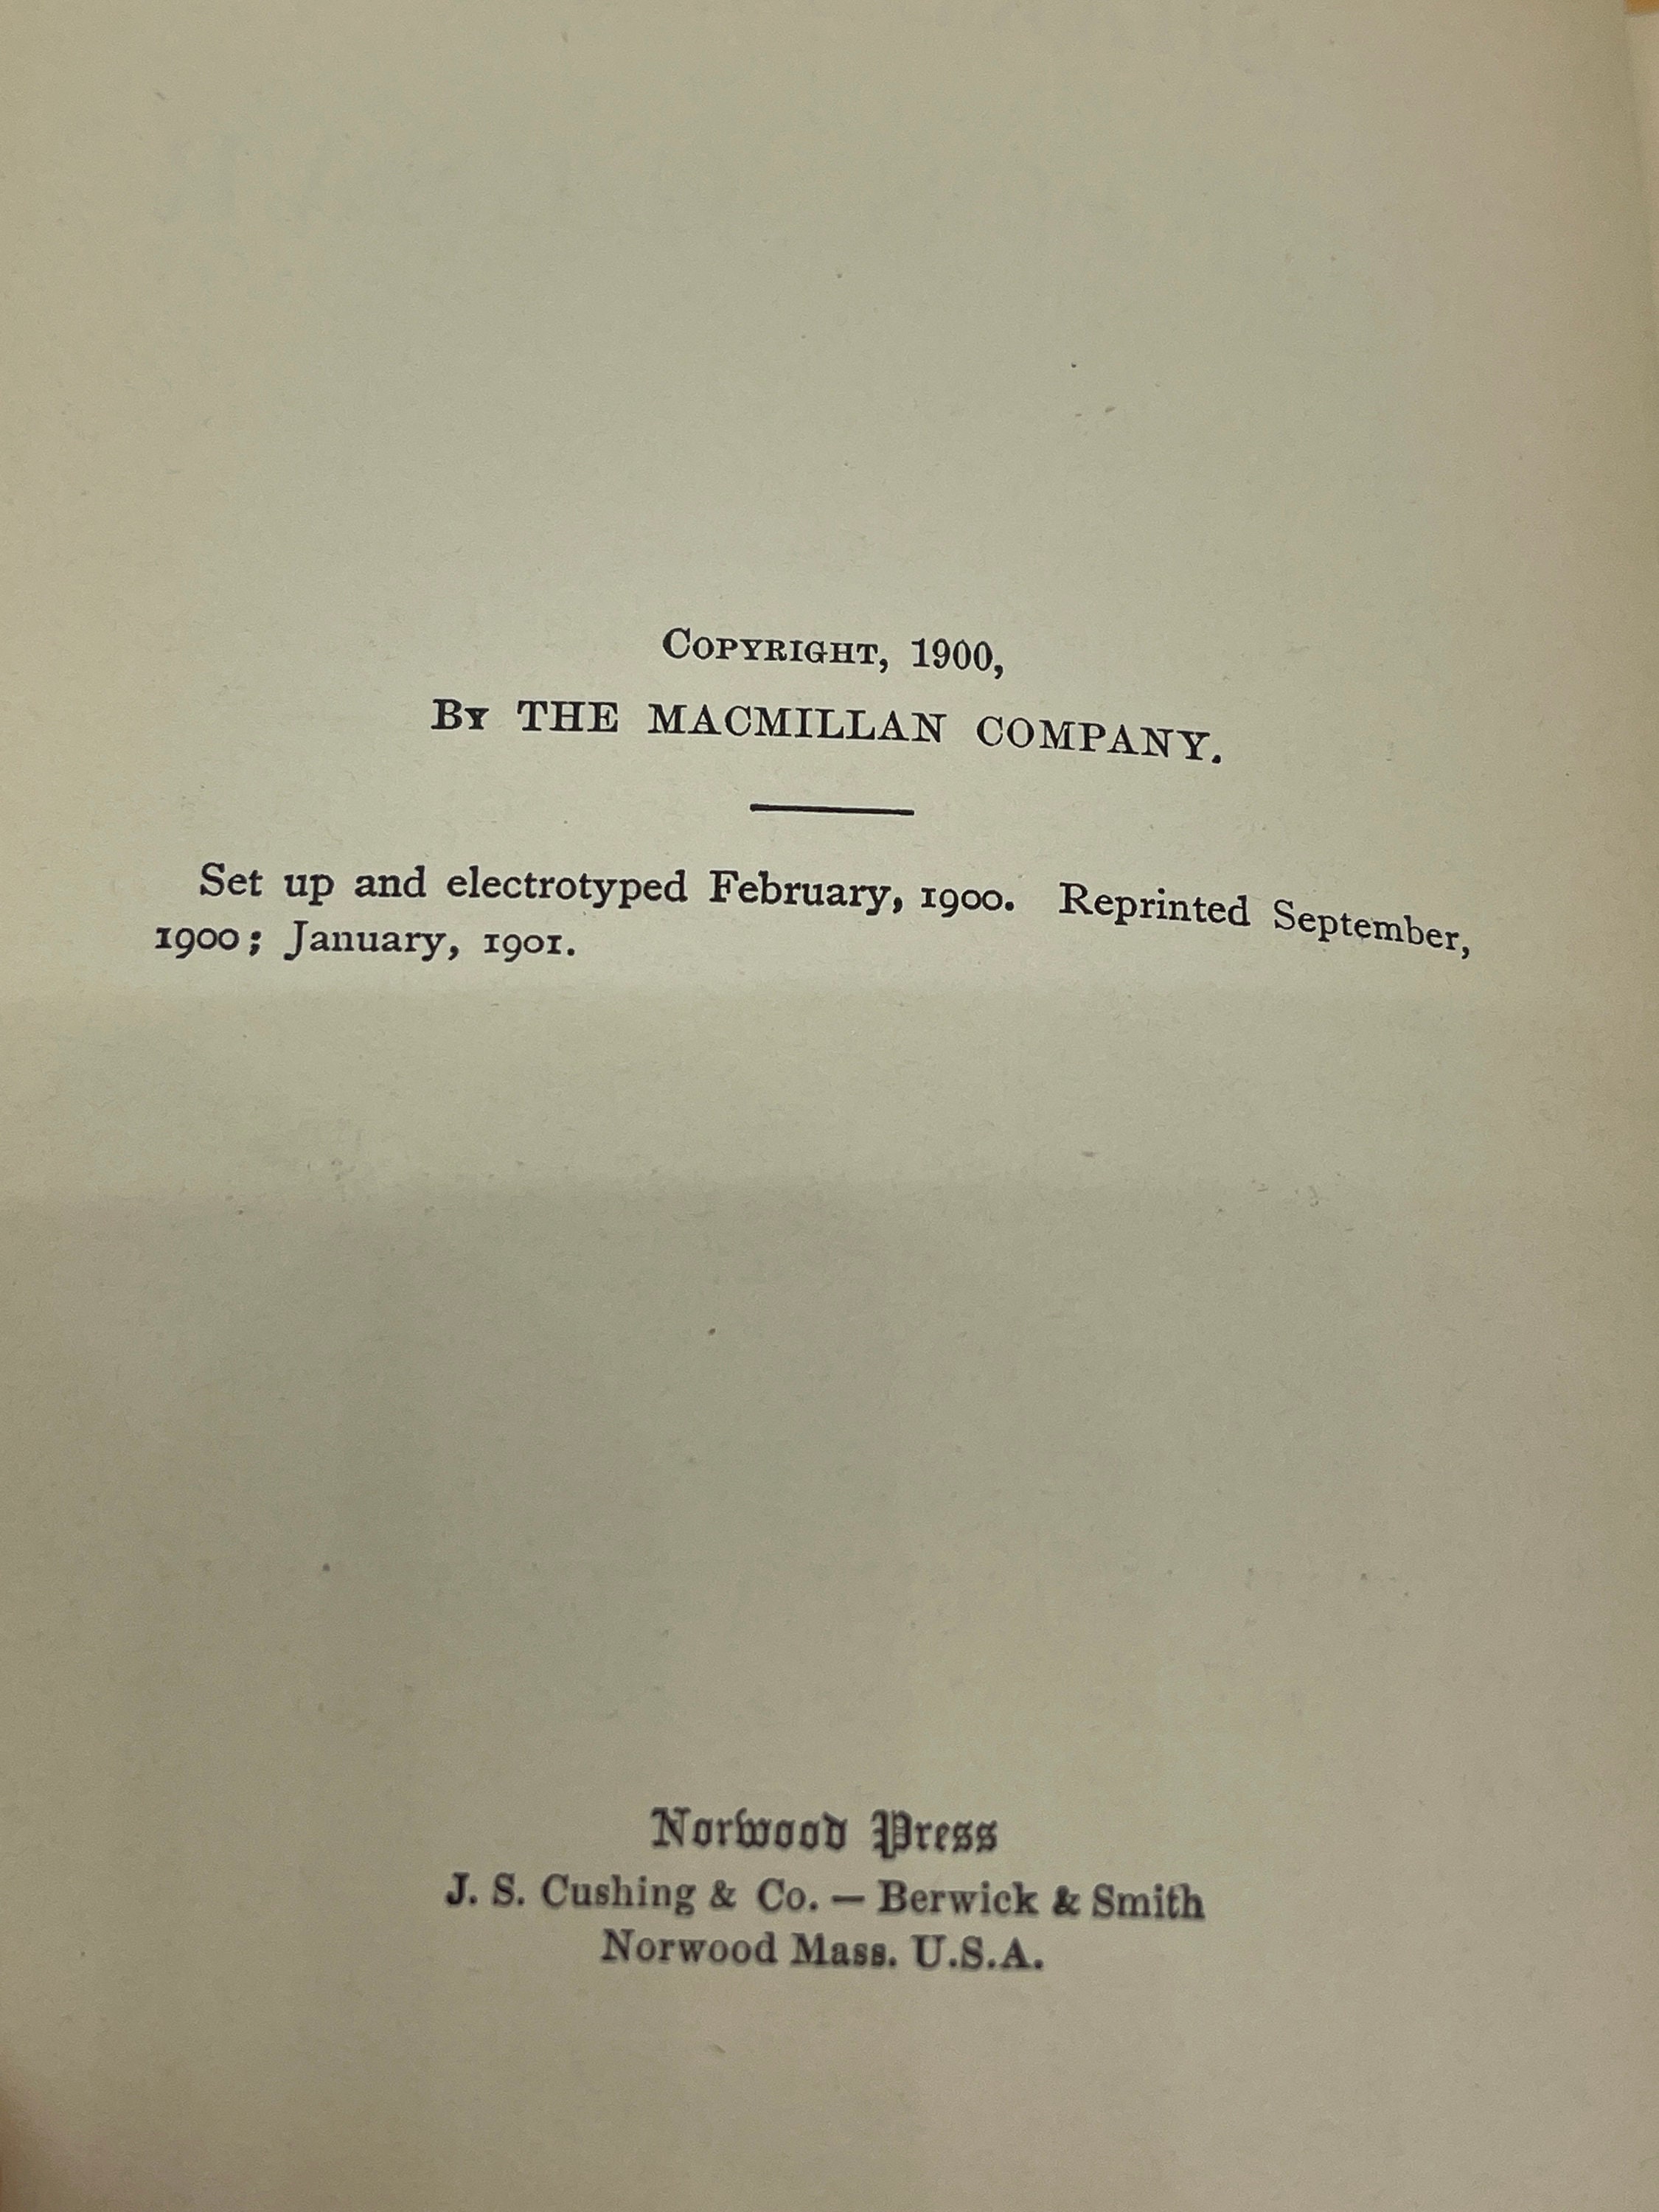 COPYRIGHT, 1900,
BY THE MACMILLAN COMPANY.
Set up and electrotyped February, 1900. Reprinted September,
1900; January, 1901.
Norwood Press
J. S. Cushing & Co. — Berwick & Smith
Norwood Mass. U.S.A.